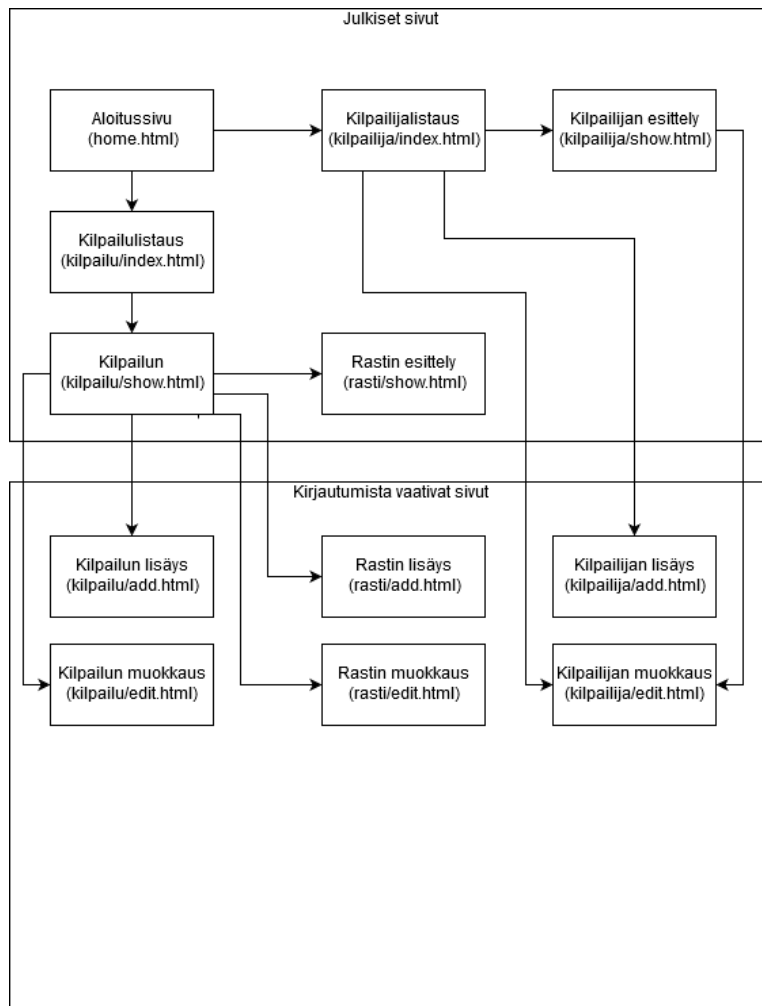 Julkiset sivut
Aloitussivu
(home.html)
Kilpailijalistaus
(kilpailija/index.html)
Kilpailijan esittely
(kilpailija/show.html)
Kilpailulistaus
(kilpailu/index.html)
Kilpailun
(kilpailu/show.html)
Rastin esittely
(rasti/show.html)
Kirjautumista vaativat sivut
Kilpailun lisäys
(kilpailu/add.html)
Rastin lisäys
(rasti/add.html)
Kilpailijan lisäys
(kilpailija/add.html)
Kilpailun muokkaus
(kilpailu/edit.html)
Rastin muokkaus
(rasti/edit.html)
Kilpailijan muokkaus
(kilpailija/edit.html)